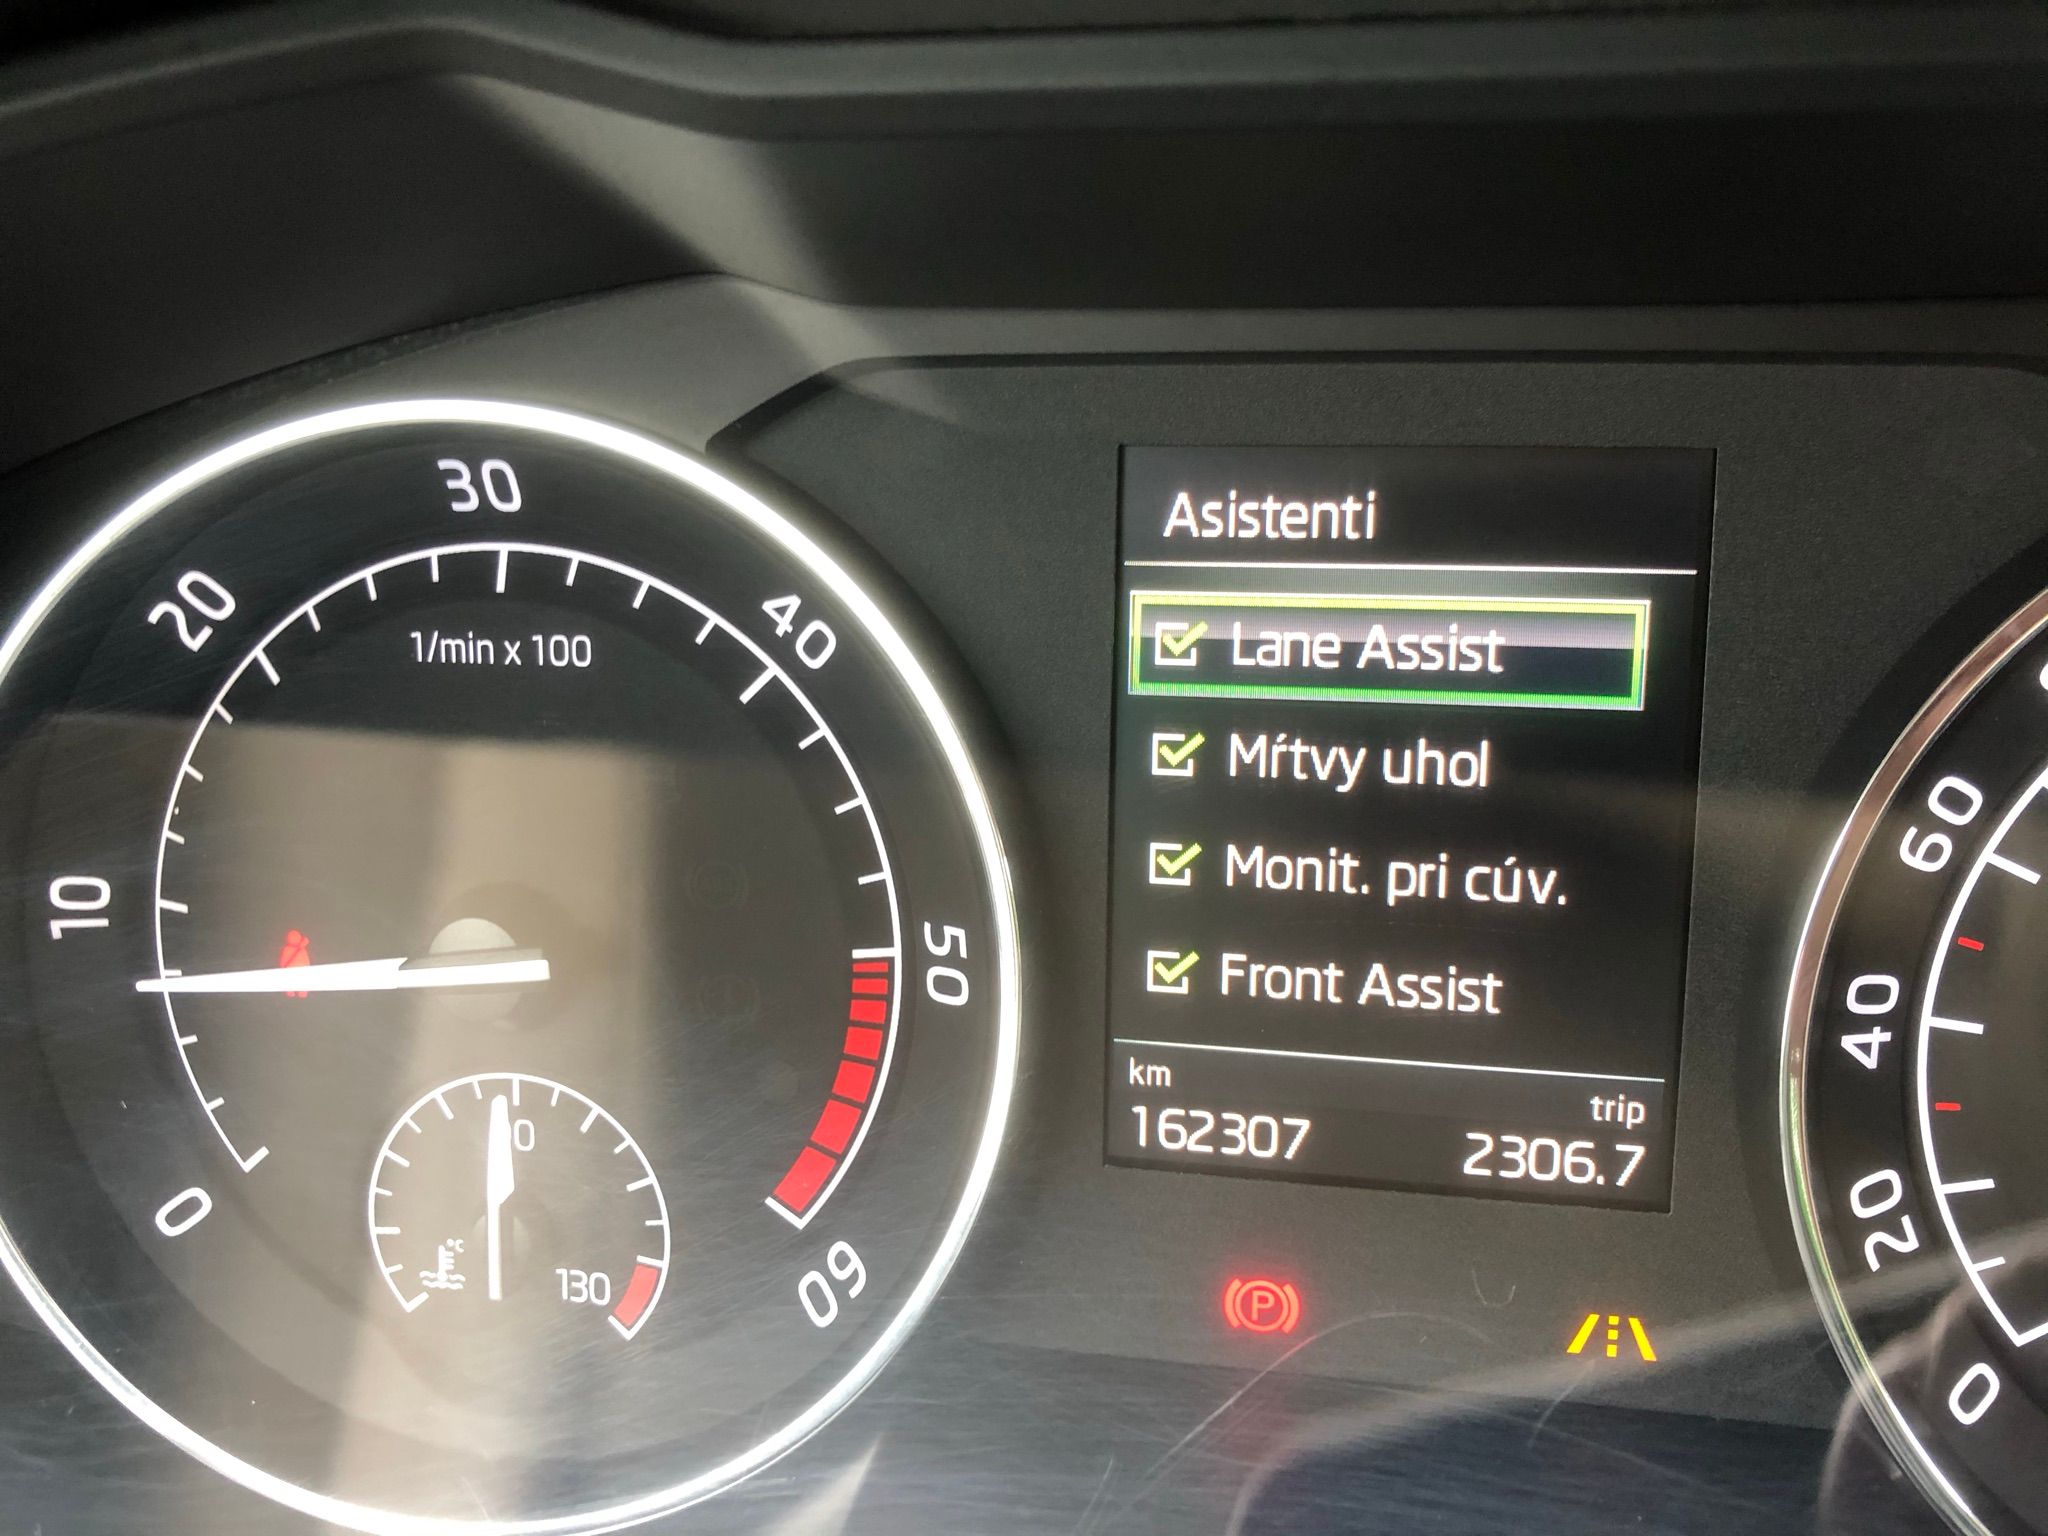 30
20
40
1/min x 100
10
50
0
60
130
°C
Asistenti
Lane Assist
Mŕtvy uhol
Monit. pri cúv.
Front Assist
km
trip
162307
2306.7
P
60
40
20
0